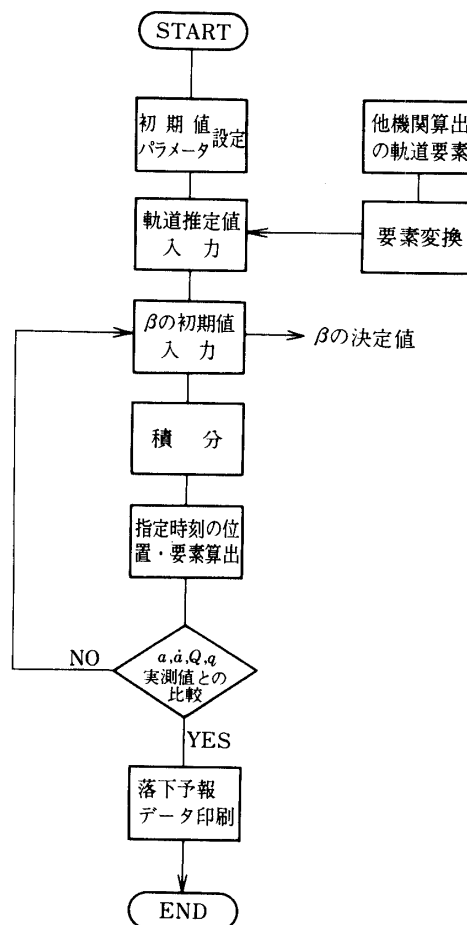 START
初期値
パラメータ 設定
他機関算出
の軌道要素
軌道推定値
入力
要素変換
βの初期値
入力
βの決定値
積分
指定時刻の位
置・要素算出
a,ȧ,Q,q
実測値との
比較
NO
YES
落下予報
データ印刷
END